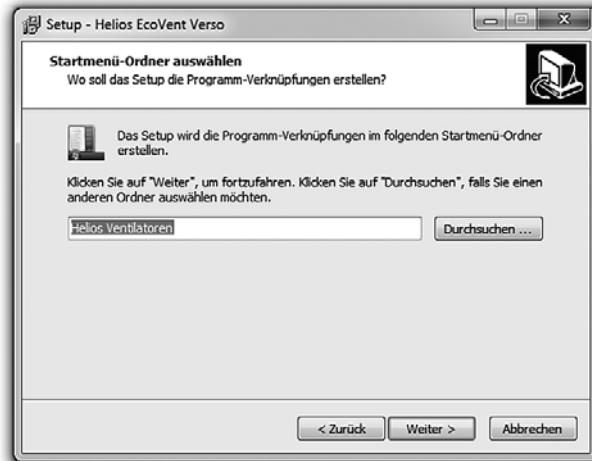 Setup - Helios EcoVent Verso
Startmenü-Ordner auswählen
Wo soll das Setup die Programm-Verknüpfungen erstellen?
Das Setup wird die Programm-Verknüpfungen im folgenden Startmenü-Ordner
erstellen.
Klicken Sie auf "Weiter", um fortzufahren. Klicken Sie auf "Durchsuchen", falls Sie einen
anderen Ordner auswählen möchten.
Helios Ventilatoren Durchsuchen ...
< Zurück Weiter > Abbrechen